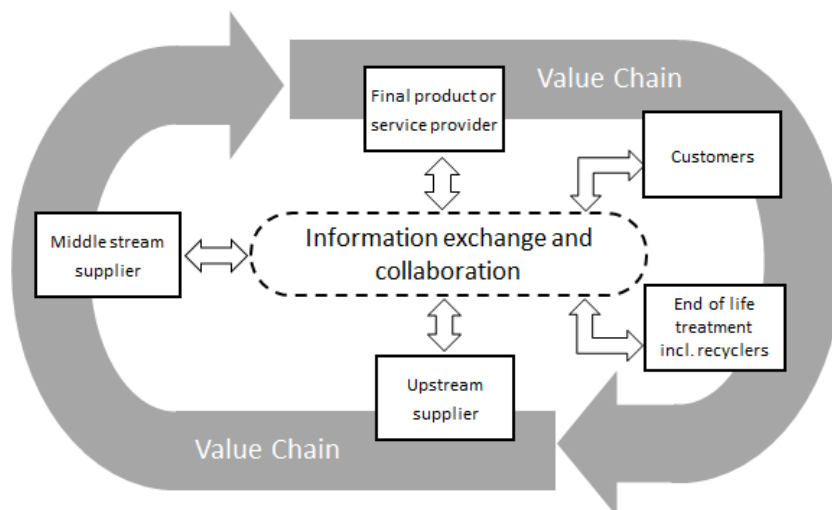 Value Chain
Final product or
service provider
Customers
Middle stream
supplier
Information exchange and
collaboration
End of life
treatment
incl. recyclers
Upstream
supplier
Value Chain